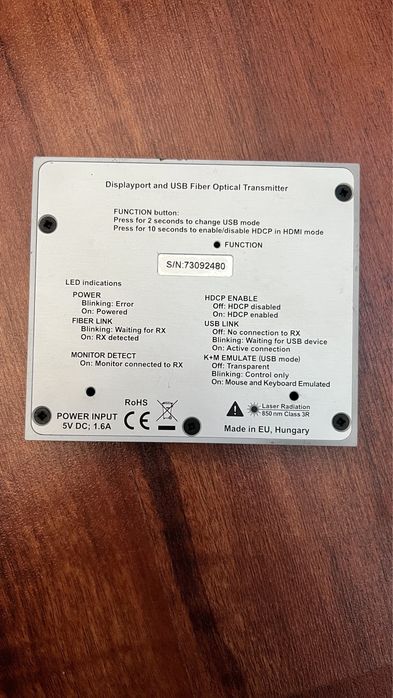 Displayport and USB Fiber Optical Transmitter
FUNCTION button:
Press for 2 seconds to change USB mode
Press for 10 seconds to enable/disable HDCP in HDMI mode
FUNCTION
S/N:73092480
LED indications
POWER
Blinking: Error
On: Powered
FIBER LINK
Blinking: Waiting for RX
On: RX detected
MONITOR DETECT
On: Monitor connected to RX
HDCP ENABLE
Off: HDCP disabled
On: HDCP enabled
USB LINK
Off: No connection to RX
Blinking: Waiting for USB device
On: Active connection
K+M EMULATE (USB mode)
Off: Transparent
Blinking: Control only
On: Mouse and Keyboard Emulated
POWER INPUT
5V DC; 1.6A
RoHS
CE
Laser Radiation
850 nm Class 3R
Made in EU, Hungary